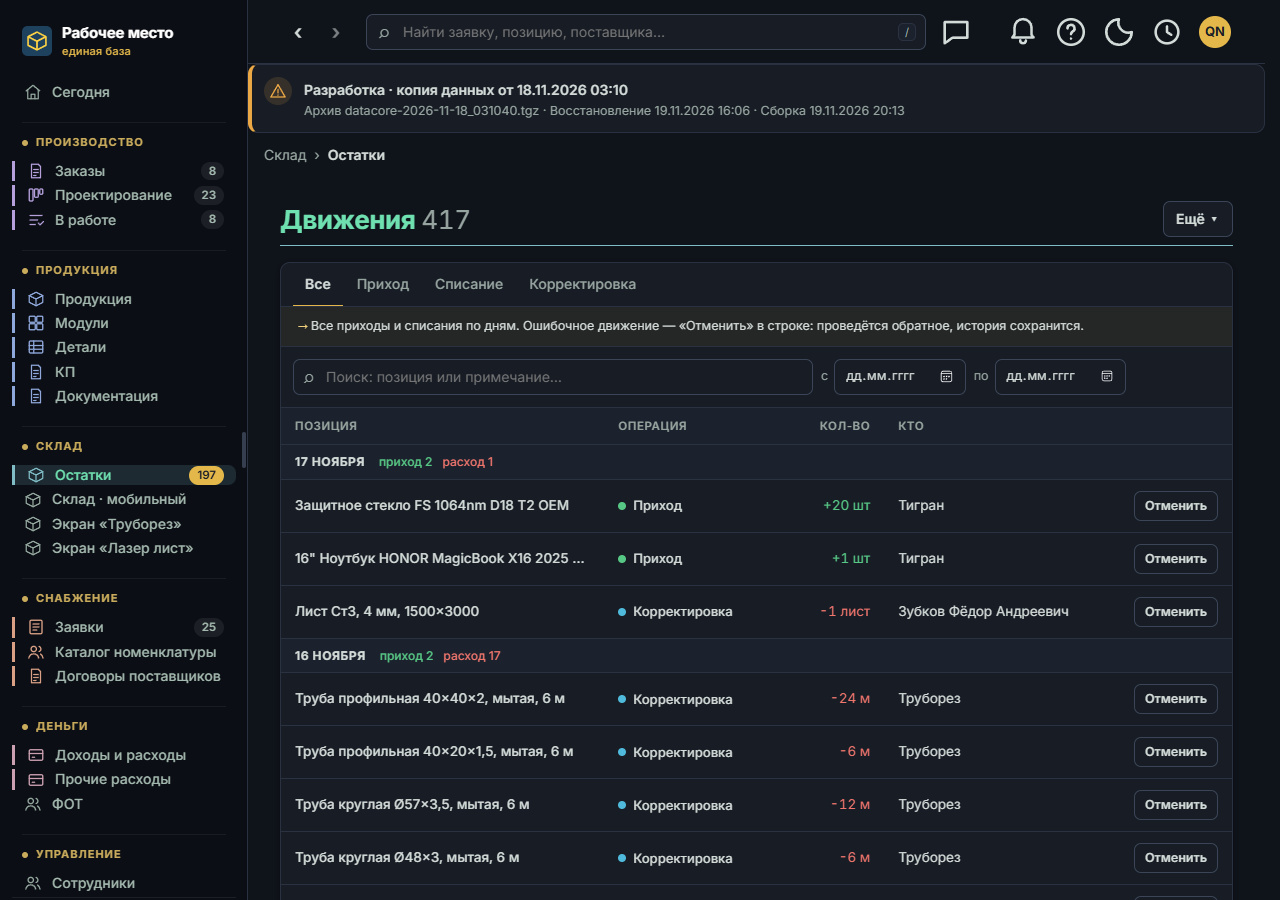 Рабочее место
единая база
Сегодня
ПРОИЗВОДСТВО
Заказы 8
Проектирование 23
В работе 8
ПРОДУКЦИЯ
Продукция
Модули
Детали
КП
Документация
СКЛАД
Остатки 197
Склад · мобильный
Экран «Труборез»
Экран «Лазер лист»
СНАБЖЕНИЕ
Заявки 25
Каталог номенклатуры
Договоры поставщиков
ДЕНЬГИ
Доходы и расходы
Прочие расходы
ФОТ
УПРАВЛЕНИЕ
Сотрудники
Найти заявку, позицию, поставщика... /
QN
Разработка · копия данных от 18.11.2026 03:10
Архив datacore-2026-11-18_031040.tgz · Восстановление 19.11.2026 16:06 · Сборка 19.11.2026 20:13
Склад › Остатки
Движения 417
Ещё ▾
Все Приход Списание Корректировка
→ Все приходы и списания по дням. Ошибочное движение — «Отменить» в строке: проведётся обратное, история сохранится.
Поиск: позиция или примечание... с дд.мм.гггг по дд.мм.гггг
ПОЗИЦИЯ ОПЕРАЦИЯ КОЛ-ВО КТО
17 НОЯБРЯ приход 2 расход 1
Защитное стекло FS 1064nm D18 T2 OEM Приход +20 шт Тигран Отменить
16" Ноутбук HONOR MagicBook X16 2025 ... Приход +1 шт Тигран Отменить
Лист Ст3, 4 мм, 1500×3000 Корректировка -1 лист Зубков Фёдор Андреевич Отменить
16 НОЯБРЯ приход 2 расход 17
Труба профильная 40×40×2, мытая, 6 м Корректировка -24 м Труборез Отменить
Труба профильная 40×20×1,5, мытая, 6 м Корректировка -6 м Труборез Отменить
Труба круглая Ø57×3,5, мытая, 6 м Корректировка -12 м Труборез Отменить
Труба круглая Ø48×3, мытая, 6 м Корректировка -6 м Труборез Отменить